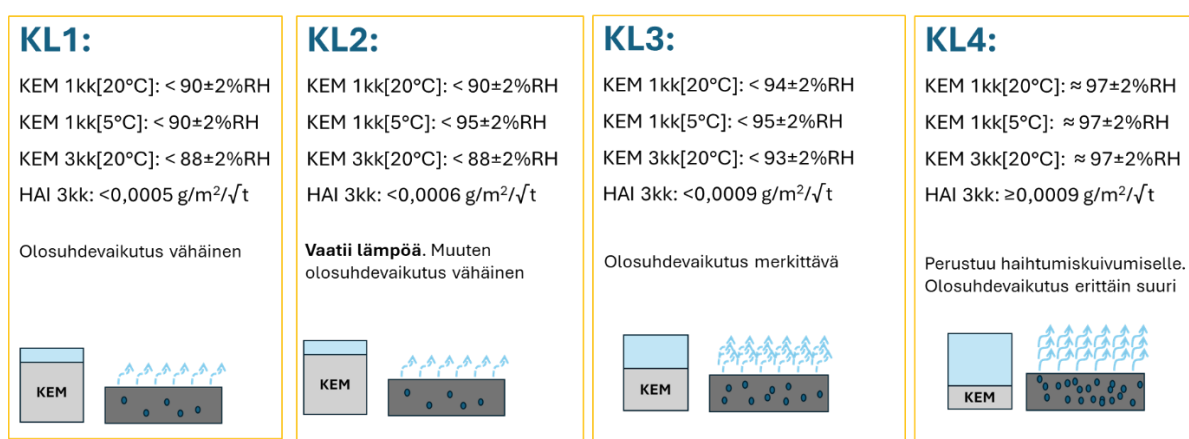 KL1:
KEM 1kk[20°C]: < 90±2%RH
KEM 1kk[5°C]: < 90±2%RH
KEM 3kk[20°C]: < 88±2%RH
HAI 3kk: <0,0005 g/m²/√t
Olosuhdevaikutus vähäinen
KEM
KL2:
KEM 1kk[20°C]: < 90±2%RH
KEM 1kk[5°C]: < 95±2%RH
KEM 3kk[20°C]: < 88±2%RH
HAI 3kk: <0,0006 g/m²/√t
Vaatii lämpöä. Muuten
olosuhdevaikutus vähäinen
KEM
KL3:
KEM 1kk[20°C]: < 94±2%RH
KEM 1kk[5°C]: < 95±2%RH
KEM 3kk[20°C]: < 93±2%RH
HAI 3kk: <0,0009 g/m²/√t
Olosuhdevaikutus merkittävä
KEM
KL4:
KEM 1kk[20°C]: ≈ 97±2%RH
KEM 1kk[5°C]: ≈ 97±2%RH
KEM 3kk[20°C]: ≈ 97±2%RH
HAI 3kk: ≥0,0009 g/m²/√t
Perustuu haihtumiskuivumiselle.
Olosuhdevaikutus erittäin suuri
KEM